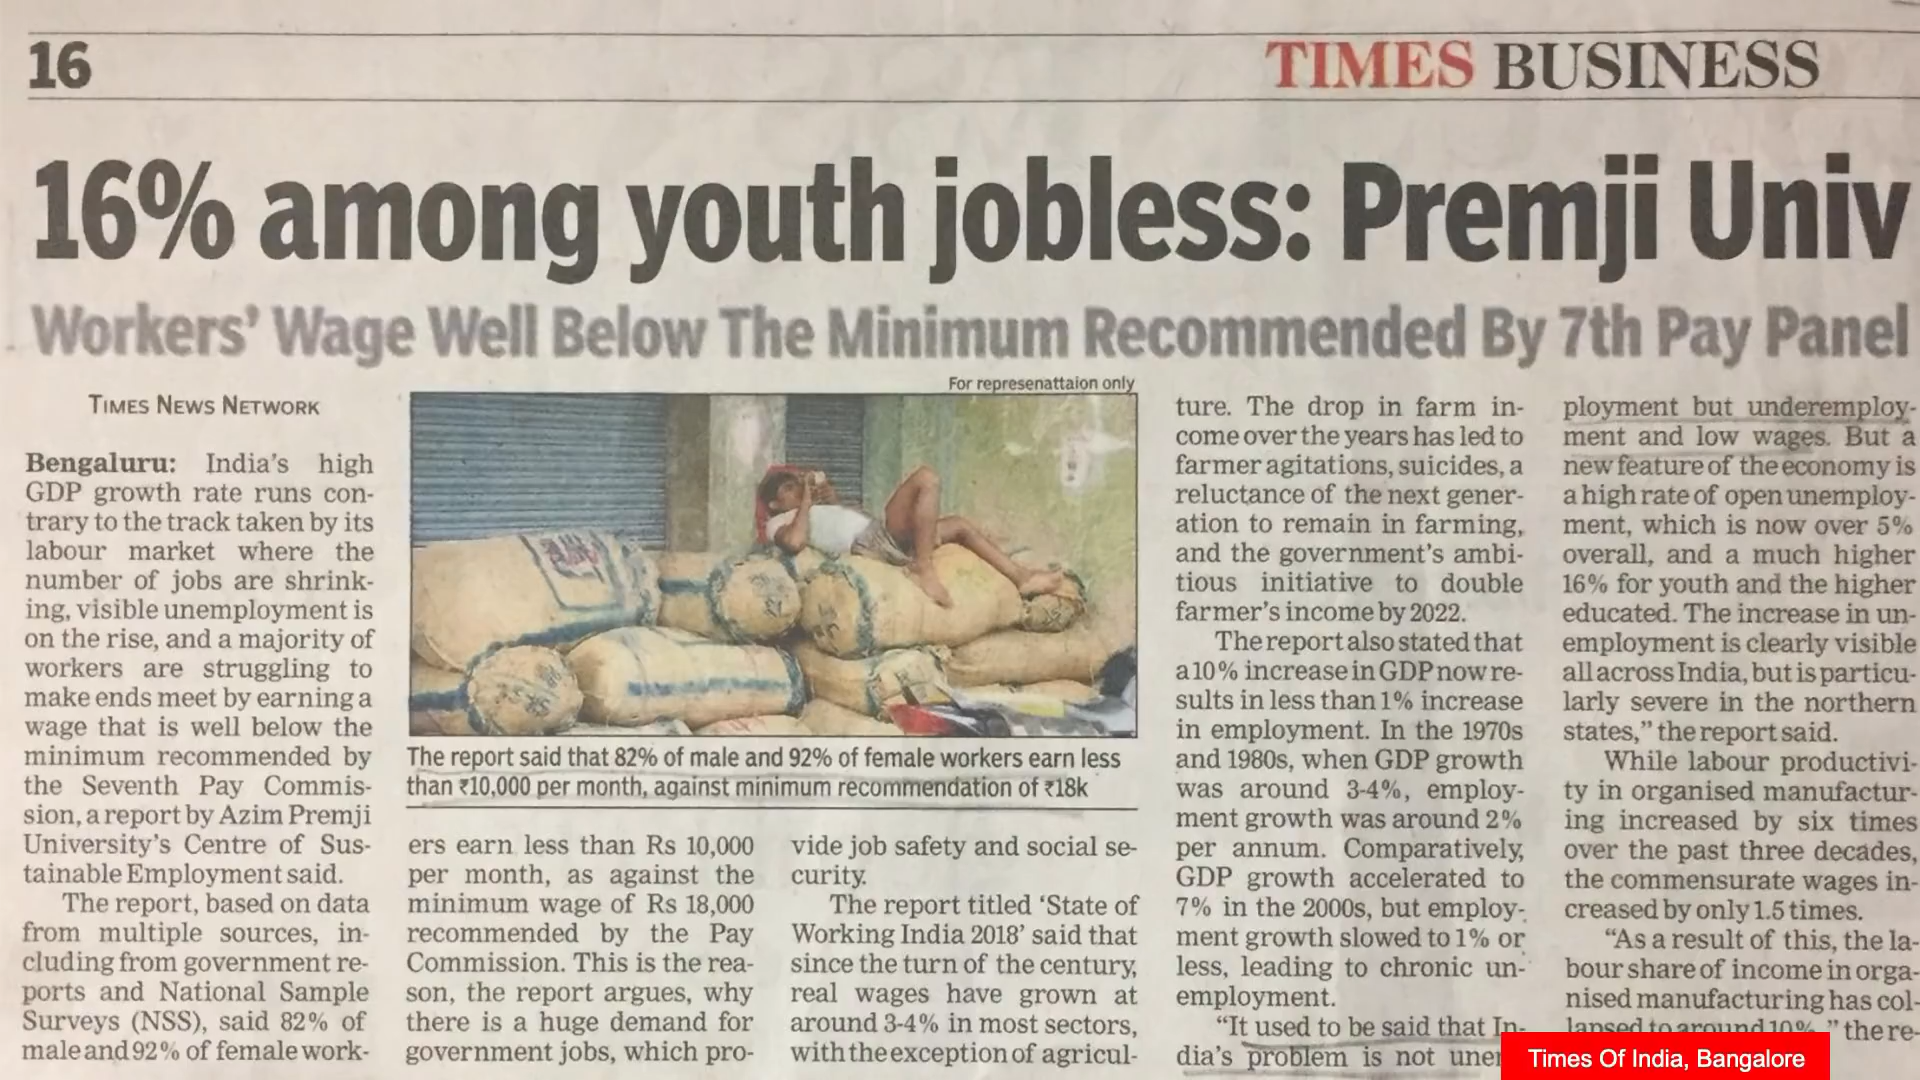 16
TIMES BUSINESS
16% among youth jobless: Premji Univ
Workers' Wage Well Below The Minimum Recommended By 7th Pay Panel
TIMES NEWS NETWORK
Bengaluru: India's high
GDP growth rate runs con-
trary to the track taken by its
labour market where the
number of jobs are shrink-
ing, visible unemployment is
on the rise, and a majority of
workers are struggling to
make ends meet by earning a
wage that is well below the
minimum recommended by
the Seventh Pay Commis-
sion, a report by Azim Premji
University's Centre of Sus-
tainable Employment said.
The report, based on data
from multiple sources, in-
cluding from government re-
ports and National Sample
Surveys (NSS), said 82% of
male and 92% of female work-
For represenattaion only
The report said that 82% of male and 92% of female workers earn less
than ₹10,000 per month, against minimum recommendation of ₹18k
ers earn less than Rs 10,000
per month, as against the
minimum wage of Rs 18,000
recommended by the Pay
Commission. This is the rea-
son, the report argues, why
there is a huge demand for
government jobs, which pro-
vide job safety and social se-
curity.
The report titled 'State of
Working India 2018' said that
since the turn of the century,
real wages have grown at
around 3-4% in most sectors,
with the exception of agricul-
ture. The drop in farm in-
come over the years has led to
farmer agitations, suicides, a
reluctance of the next gener-
ation to remain in farming,
and the government's ambi-
tious initiative to double
farmer's income by 2022.
The report also stated that
a 10% increase in GDP now re-
sults in less than 1% increase
in employment. In the 1970s
and 1980s, when GDP growth
was around 3-4%, employ-
ment growth was around 2%
per annum. Comparatively,
GDP growth accelerated to
7% in the 2000s, but employ-
ment growth slowed to 1% or
less, leading to chronic un-
employment.
"It used to be said that In-
dia's problem is not une
ployment but underemploy-
ment and low wages. But a
new feature of the economy is
a high rate of open unemploy-
ment, which is now over 5%
overall, and a much higher
16% for youth and the higher
educated. The increase in un-
employment is clearly visible
all across India, but is particu-
larly severe in the northern
states," the report said.
While labour productivi-
ty in organised manufactur-
ing increased by six times
over the past three decades,
the commensurate wages in-
creased by only 1.5 times.
"As a result of this, the la-
bour share of income in orga-
nised manufacturing has col-
lapsed to around 10%," the re-
Times Of India, Bangalore